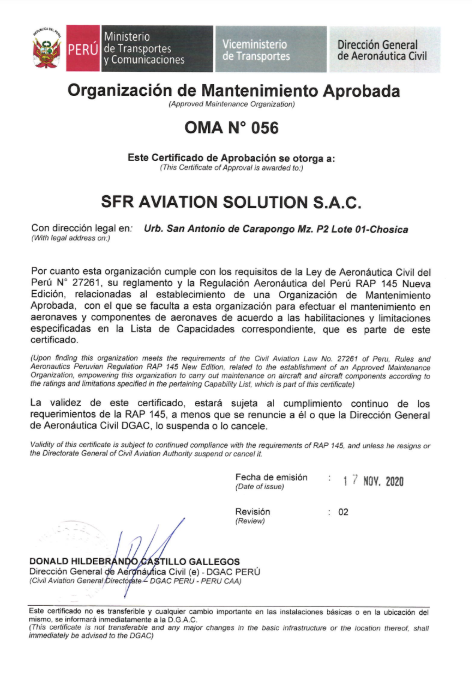 PERÚ
Ministerio
de Transportes
y Comunicaciones
Viceministerio
de Transportes
Dirección General
de Aeronáutica Civil
Organización de Mantenimiento Aprobada
(Approved Maintenance Organization)
OMA N° 056
Este Certificado de Aprobación se otorga a:
(This Certificate of Approval is awarded to:)
SFR AVIATION SOLUTION S.A.C.
Con dirección legal en: Urb. San Antonio de Carapongo Mz. P2 Lote 01-Chosica
(With legal address on:)
Por cuanto esta organización cumple con los requisitos de la Ley de Aeronáutica Civil del
Perú N° 27261, su reglamento y la Regulación Aeronáutica del Perú RAP 145 Nueva
Edición, relacionadas al establecimiento de una Organización de Mantenimiento
Aprobada, con el que se faculta a esta organización para efectuar el mantenimiento en
aeronaves y componentes de aeronaves de acuerdo a las habilitaciones y limitaciones
especificadas en la Lista de Capacidades correspondiente, que es parte de este
certificado.
(Upon finding this organization meets the requirements of the Civil Aviation Law No. 27261 of Peru, Rules and
Aeronautics Peruvian Regulation RAP 145 New Edition, related to the establishment of an Approved Maintenance
Organization, empowering this organization to carry out maintenance on aircraft and aircraft components according to
the ratings and limitations specified in the pertaining Capability List, which is part of this certificate)
La validez de este certificado, estará sujeta al cumplimiento continuo de los
requerimientos de la RAP 145, a menos que se renuncie a él o que la Dirección General
de Aeronáutica Civil DGAC, lo suspenda o lo cancele.
Validity of this certificate is subject to continued compliance with the requirements of RAP 145, and unless he resigns or
the Directorate General of Civil Aviation Authority suspend or cancel it.
Fecha de emisión : 17 NOV. 2020
(Date of issue)
Revisión : 02
(Review)
DONALD HILDEBRANDO CASTILLO GALLEGOS
Dirección General de Aeronáutica Civil (e) - DGAC PERÚ
(Civil Aviation General Directorate – DGAC PERU - PERU CAA)
Este certificado no es transferible y cualquier cambio importante en las instalaciones básicas o en la ubicación del
mismo, se informará inmediatamente a la D.G.A.C.
(This certificate is not transferable and any major changes in the basic infrastructure or the location thereof, shall
immediately be advised to the DGAC)